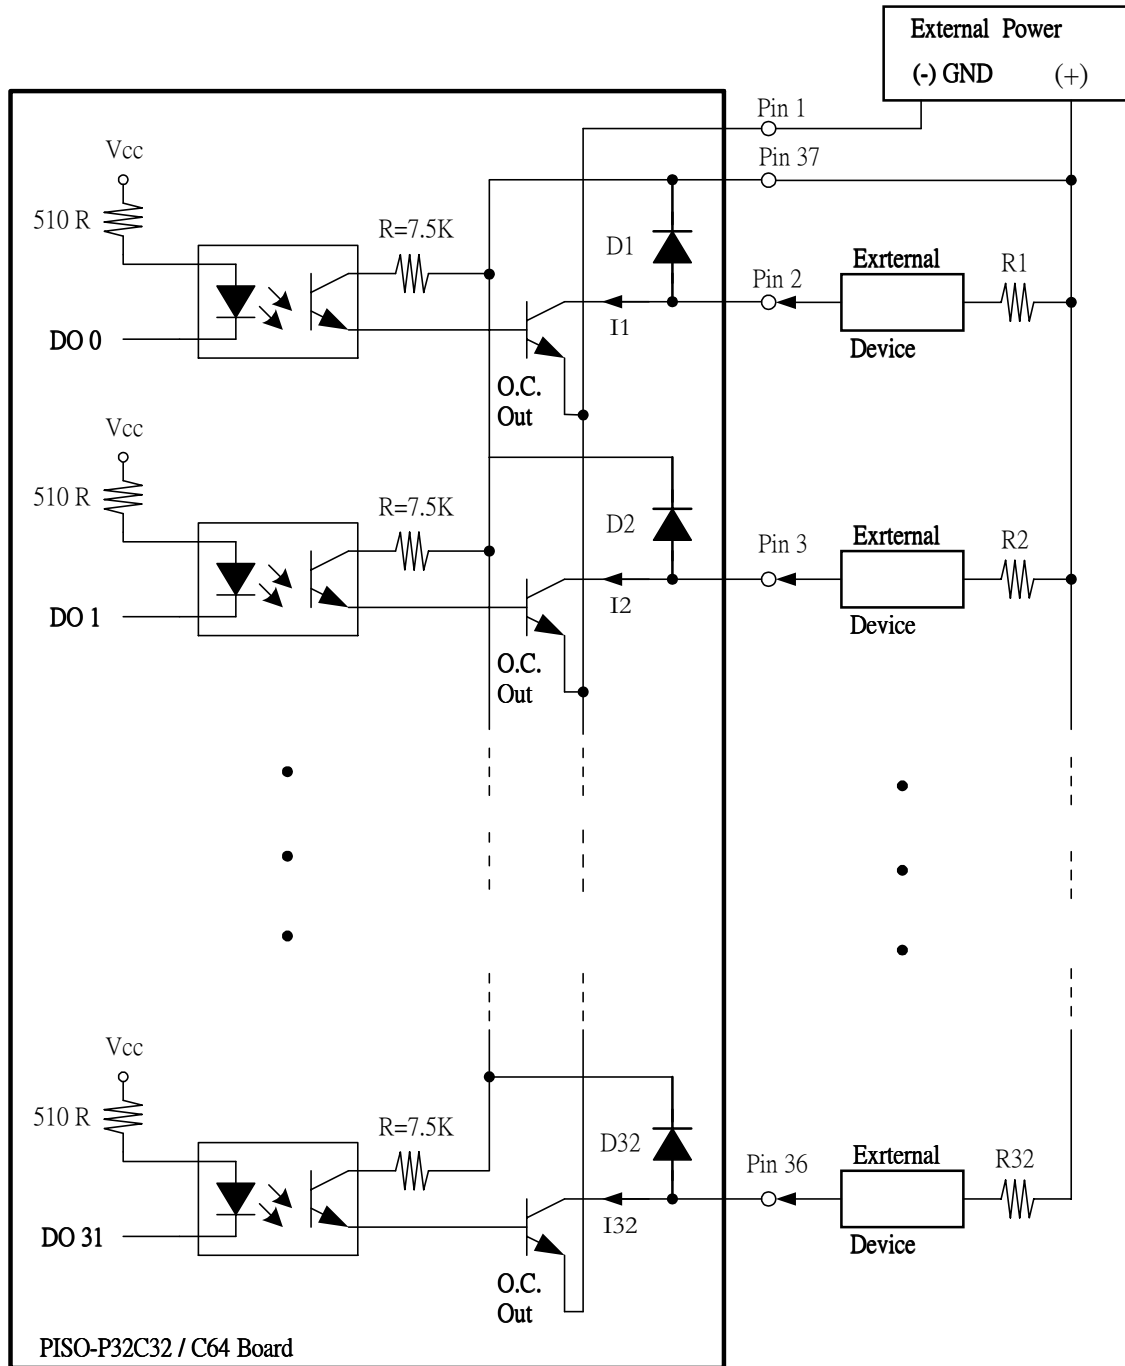 External Power
(-) GND (+)
Pin 1
Vcc
Pin 37
510 R
R=7.5K
D1
Exrternal
R1
Pin 2
I1
DO 0
Device
O.C.
Out
Vcc
510 R
R=7.5K
D2
Exrternal
R2
Pin 3
I2
DO 1
Device
O.C.
Out
Vcc
510 R
R=7.5K
D32
Exrternal
R32
Pin 36
I32
DO 31
Device
O.C.
Out
PISO-P32C32 / C64 Board